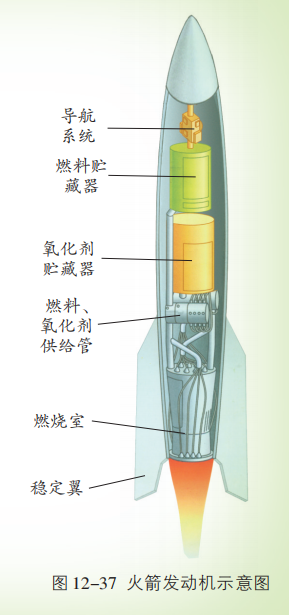 导航
系统
燃料贮
藏器
氧化剂
贮藏器
燃料、
氧化剂
供给管
燃烧室
稳定翼
图 12-37 火箭发动机示意图